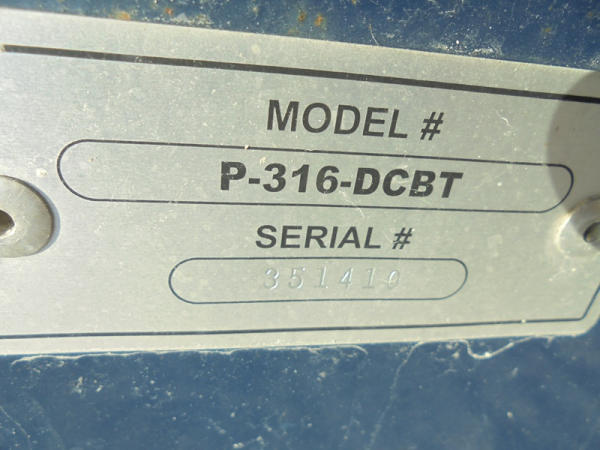 MODEL #
P-316-DCBT
SERIAL #
351410